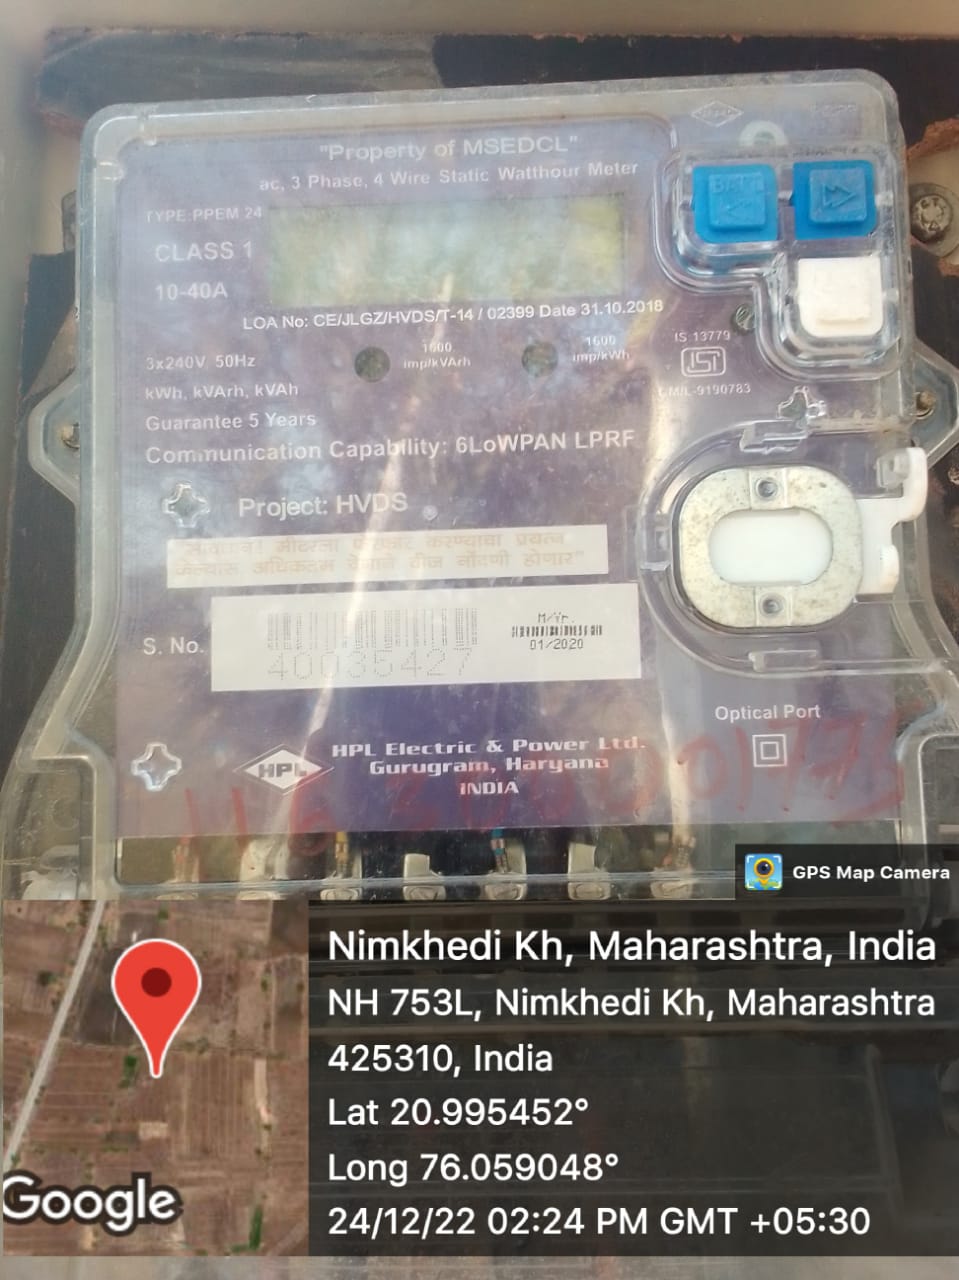 "Property of MSEDCL"
ac, 3 Phase, 4 Wire Static Watthour Meter
TYPE:PPEM 24
CLASS 1
10-40A
BATT
LOA No: CE/JLGZ/HVDS/T-14 / 02399 Date 31.10.2018
3x240V, 50Hz
1600
imp/kVArh
1600
imp/kWh
IS 13779
ISI
CM/L-9190783
kWh, kVArh, kVAh
Guarantee 5 Years
Communication Capability: 6LoWPAN LPRF
Project: HVDS
"सावधान! मीटरला फेरफार करण्याचा प्रयत्न
केल्यास अधिकतम वेगाने वीज नोंदणी होणार"
S. No.
40035427
M/Yr.
01/2020
Optical Port
HPL
HPL Electric & Power Ltd.
Gurugram, Haryana
INDIA
GPS Map Camera
Nimkhedi Kh, Maharashtra, India
NH 753L, Nimkhedi Kh, Maharashtra
425310, India
Lat 20.995452°
Long 76.059048°
24/12/22 02:24 PM GMT +05:30
Google